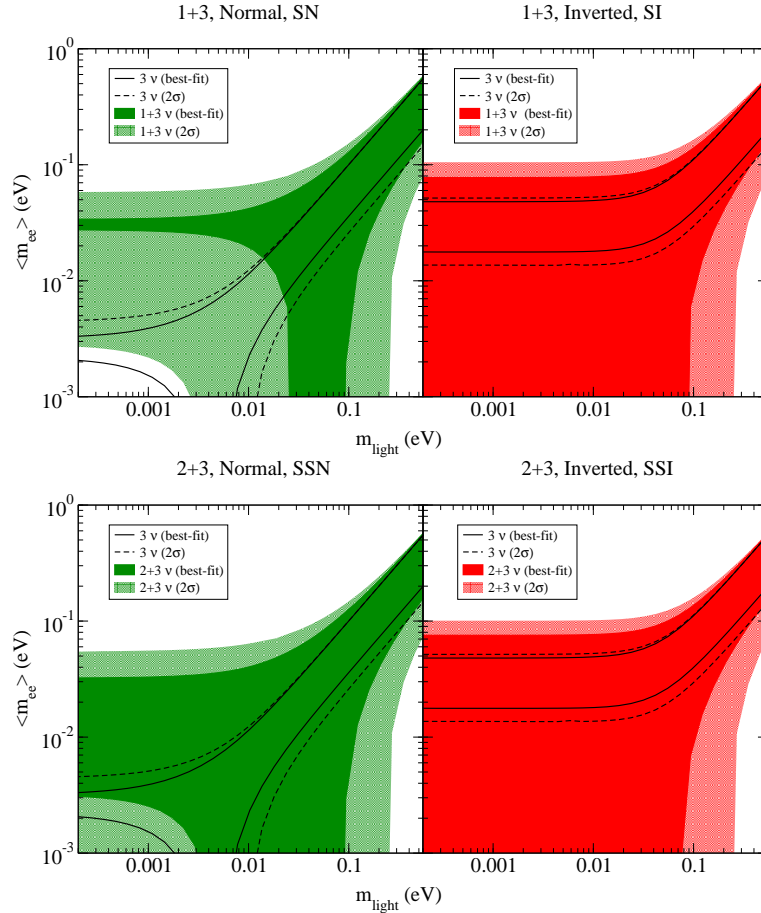 1+3, Normal, SN
1+3, Inverted, SI
10^0
3 ν (best-fit)
3 ν (2σ)
1+3 ν (best-fit)
1+3 ν (2σ)
3 ν (best-fit)
3 ν (2σ)
1+3 ν (best-fit)
1+3 ν (2σ)
10^-1
<m_ee> (eV)
10^-2
10^-3
0.001 0.01 0.1
0.001 0.01 0.1
m_light (eV)
m_light (eV)
2+3, Normal, SSN
2+3, Inverted, SSI
10^0
3 ν (best-fit)
3 ν (2σ)
2+3 ν (best-fit)
2+3 ν (2σ)
3 ν (best-fit)
3 ν (2σ)
2+3 ν (best-fit)
2+3 ν (2σ)
10^-1
<m_ee> (eV)
10^-2
10^-3
0.001 0.01 0.1
0.001 0.01 0.1
m_light (eV)
m_light (eV)